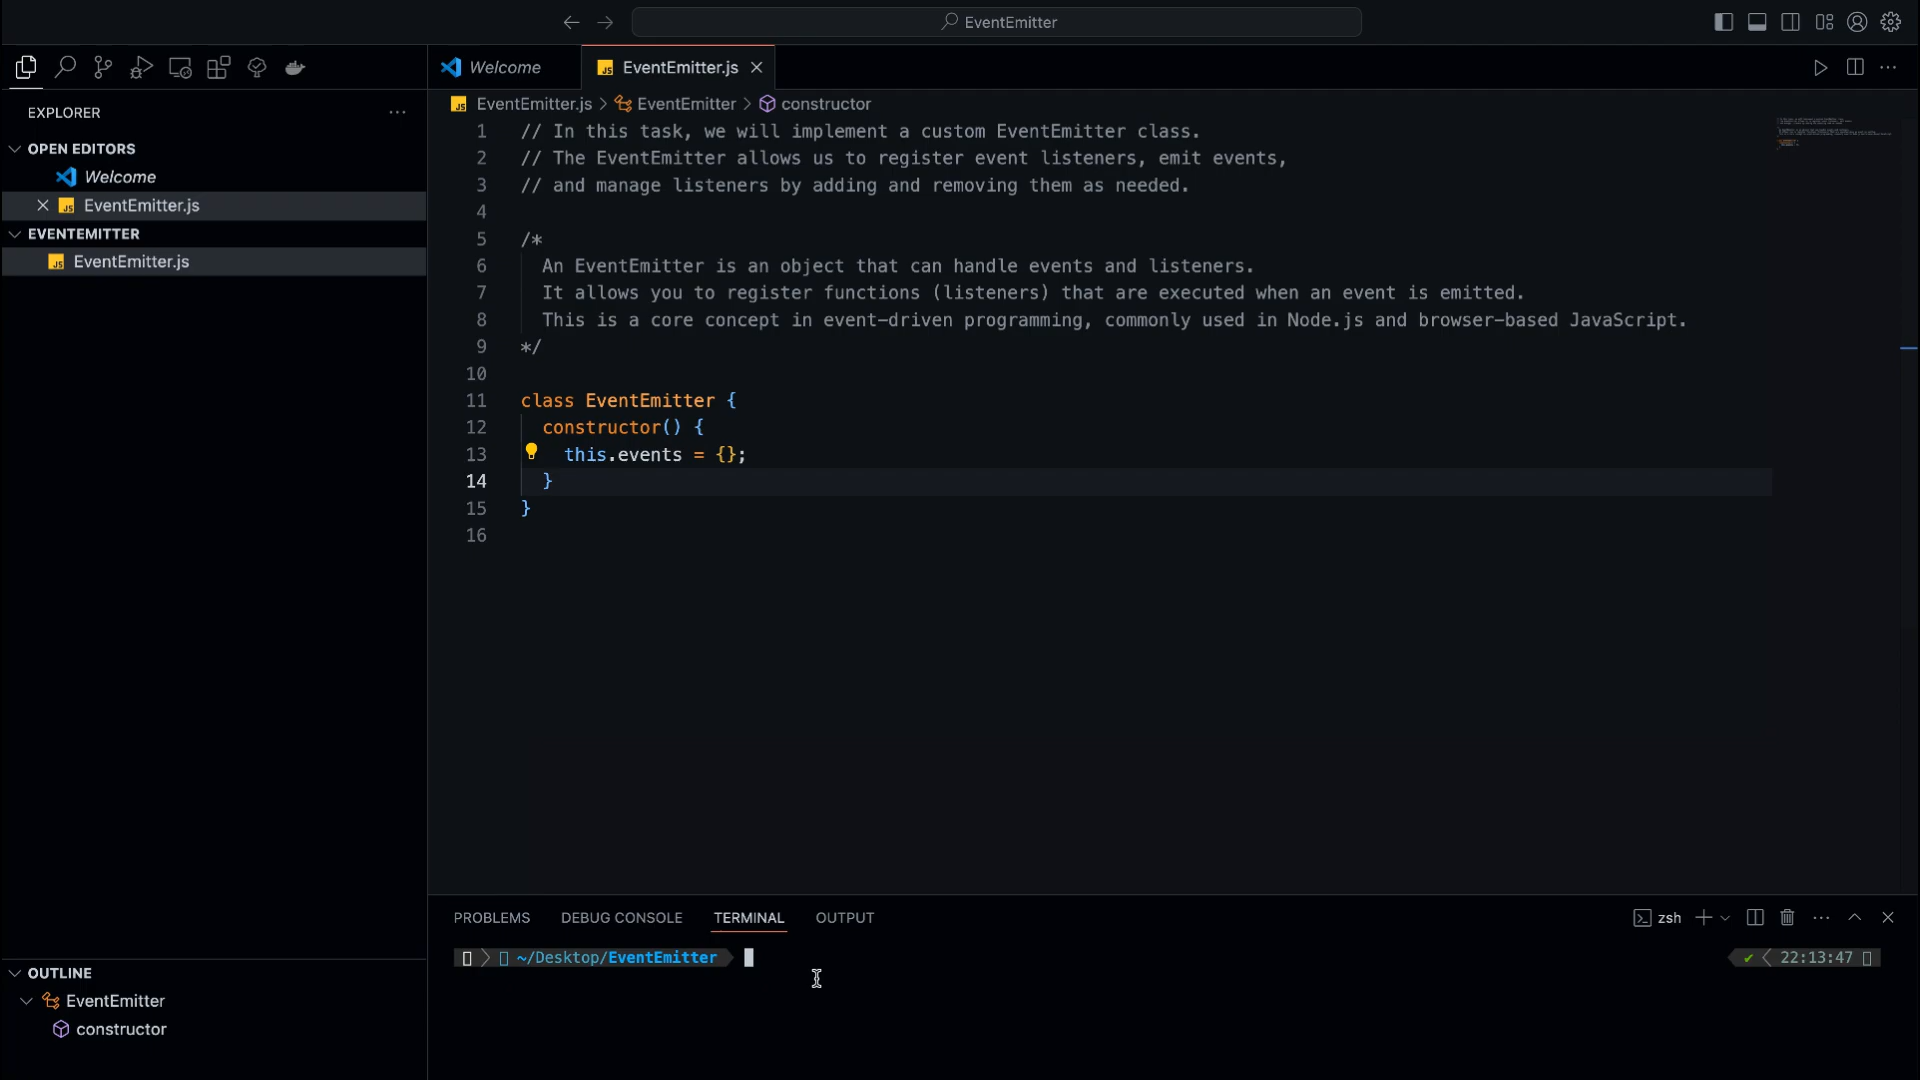 EventEmitter
Welcome
EventEmitter.js
EXPLORER
OPEN EDITORS
Welcome
EventEmitter.js
EVENTEMITTER
EventEmitter.js
EventEmitter.js > EventEmitter > constructor
1 // In this task, we will implement a custom EventEmitter class.
2 // The EventEmitter allows us to register event listeners, emit events,
3 // and manage listeners by adding and removing them as needed.
4
5 /*
6 An EventEmitter is an object that can handle events and listeners.
7 It allows you to register functions (listeners) that are executed when an event is emitted.
8 This is a core concept in event-driven programming, commonly used in Node.js and browser-based JavaScript.
9 */
10
11 class EventEmitter {
12 constructor() {
13 this.events = {};
14 }
15 }
16
PROBLEMS
DEBUG CONSOLE
TERMINAL
OUTPUT
zsh
~/Desktop/EventEmitter
22:13:47
OUTLINE
EventEmitter
constructor